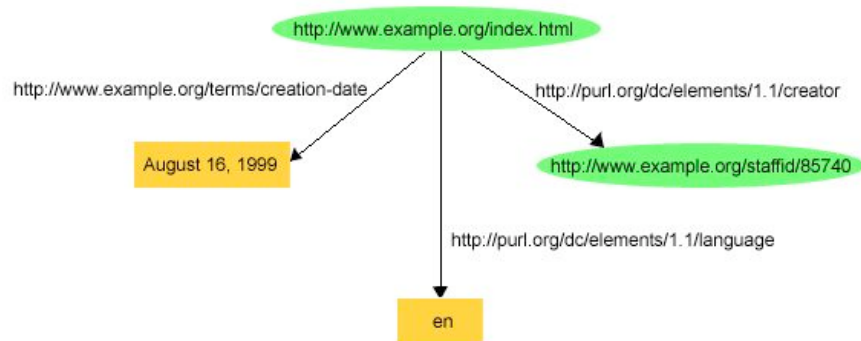 http://www.example.org/index.html
http://www.example.org/terms/creation-date
http://purl.org/dc/elements/1.1/creator
August 16, 1999
http://www.example.org/staffid/85740
http://purl.org/dc/elements/1.1/language
en